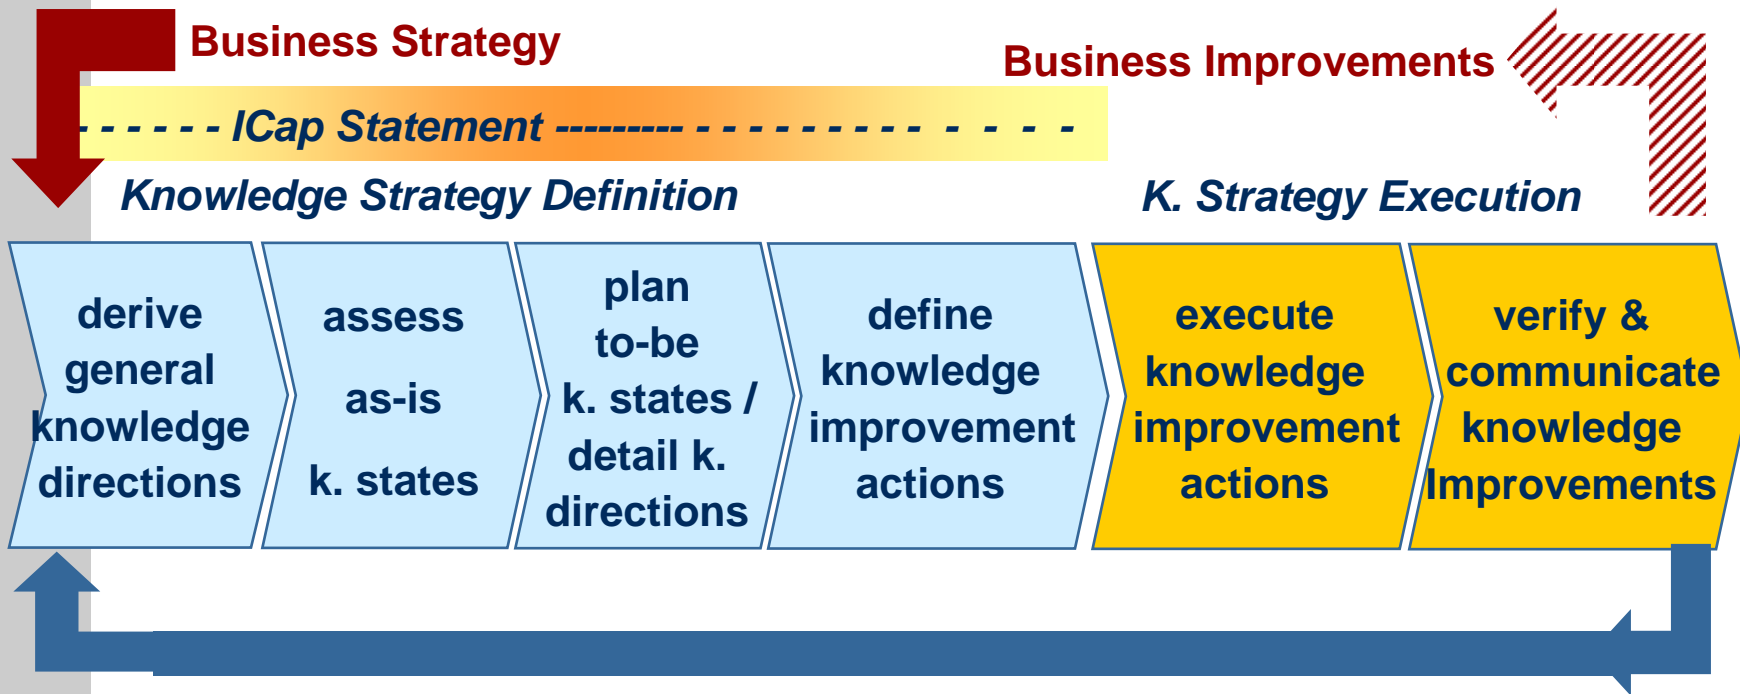 Business Strategy
Business Improvements
- - - - - - ICap Statement --------- - - - - - - - - - - - - - -
Knowledge Strategy Definition
K. Strategy Execution
derive
general
knowledge
directions
assess
as-is
k. states
plan
to-be
k. states /
detail k.
directions
define
knowledge
improvement
actions
execute
knowledge
improvement
actions
verify &
communicate
knowledge
Improvements